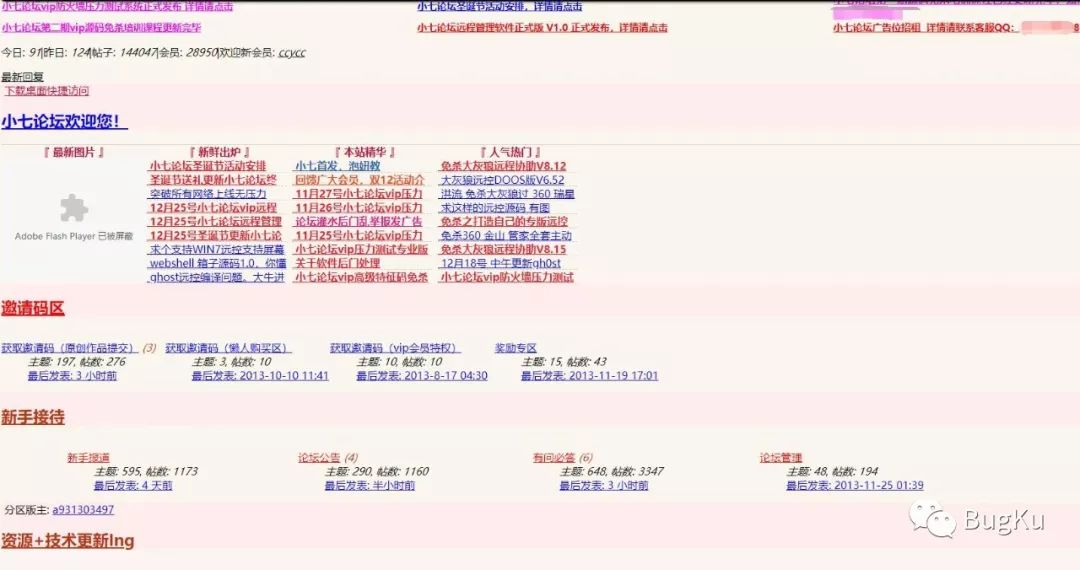 小七论坛vip防火墙压力测试系统正式发布 详情请点击
小七论坛圣诞节活动安排，详情请点击
小七论坛第二期vip源码免杀培训课程更新完毕
小七论坛远程管理软件正式版 V1.0 正式发布，详情请点击
小七论坛广告位招租 详情请联系客服QQ：
8
今日: 91|昨日: 124|帖子: 144047|会员: 28950|欢迎新会员: ccycc
最新回复
下载桌面快捷访问
小七论坛欢迎您！
『 最新图片 』
Adobe Flash Player 已被屏蔽
『 新鲜出炉 』
小七论坛圣诞节活动安排
圣诞节送礼更新小七论坛终
突破所有网络上线无压力
12月25号小七论坛vip远程
12月25号小七论坛远程管理
12月25号圣诞节更新小七论
求个支持WIN7远控支持屏幕
webshell 箱子源码1.0。你懂
ghost远控编译问题。大牛进
『 本站精华 』
小七首发，泡妞教
回馈广大会员，双12活动介
11月27号小七论坛vip压力
11月26号小七论坛vip压力
论坛灌水后门乱举报发广告
11月25号小七论坛vip压力
小七论坛vip压力测试专业版
关于软件后门处理
小七论坛vip高级特征码免杀
『 人气热门 』
免杀大灰狼远程协助V8.12
大灰狼远控DOOS版V6.52
洪流 免杀大灰狼过 360 瑞星
求这样的远控源码 有图
免杀之打造自己的专版远控
免杀360 金山 管家全套主动
免杀大灰狼远程协助V8.15
12月18号 中午更新gh0st
小七论坛vip防火墙压力测试
邀请码区
获取邀请码（原创作品提交） (3)
主题: 197, 帖数: 276
最后发表: 3 小时前
获取邀请码（懒人购买区）
主题: 3, 帖数: 10
最后发表: 2013-10-10 11:41
获取邀请码（vip会员特权）
主题: 10, 帖数: 10
最后发表: 2013-8-17 04:30
奖励专区
主题: 15, 帖数: 43
最后发表: 2013-11-19 17:01
新手接待
新手报道
主题: 595, 帖数: 1173
最后发表: 4 天前
论坛公告 (4)
主题: 290, 帖数: 1160
最后发表: 半小时前
有问必答 (6)
主题: 648, 帖数: 3347
最后发表: 3 小时前
论坛管理
主题: 48, 帖数: 194
最后发表: 2013-11-25 01:39
分区版主: a931303497
资源+技术更新Ing
BugKu